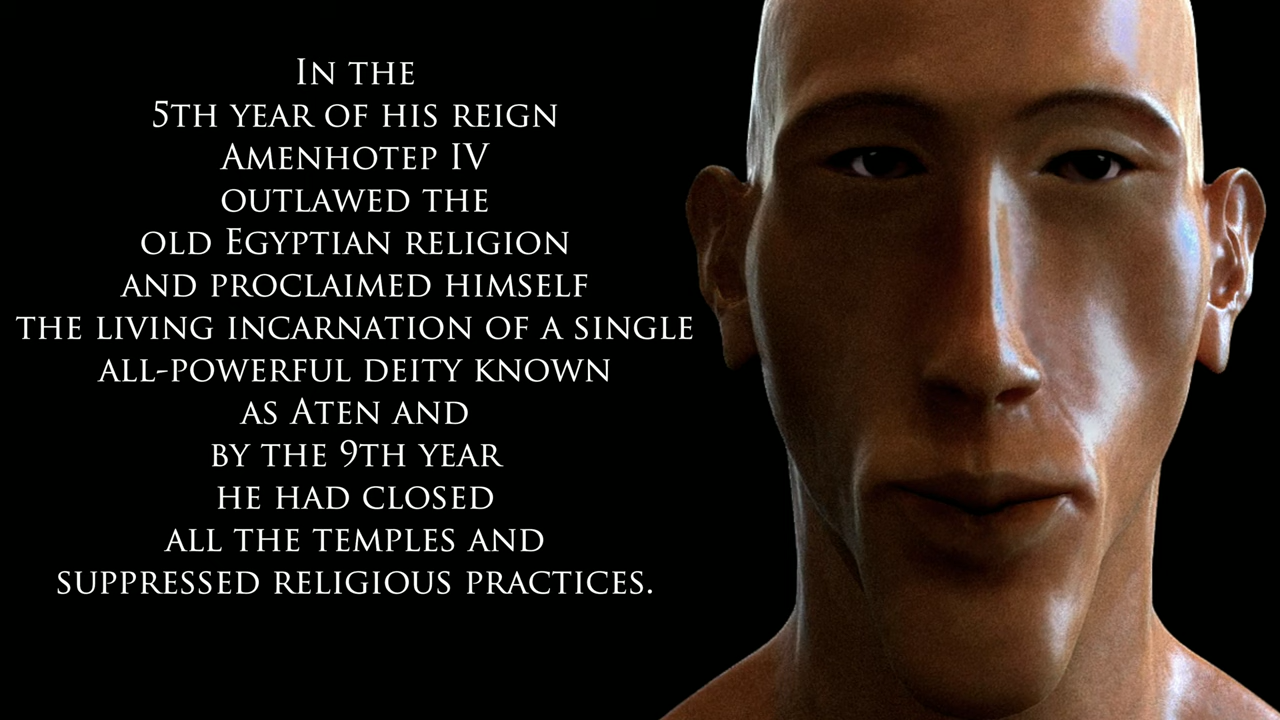 In the
5th year of his reign
Amenhotep IV
outlawed the
old Egyptian religion
and proclaimed himself
the living incarnation of a single
all-powerful deity known
as Aten and
by the 9th year
he had closed
all the temples and
suppressed religious practices.